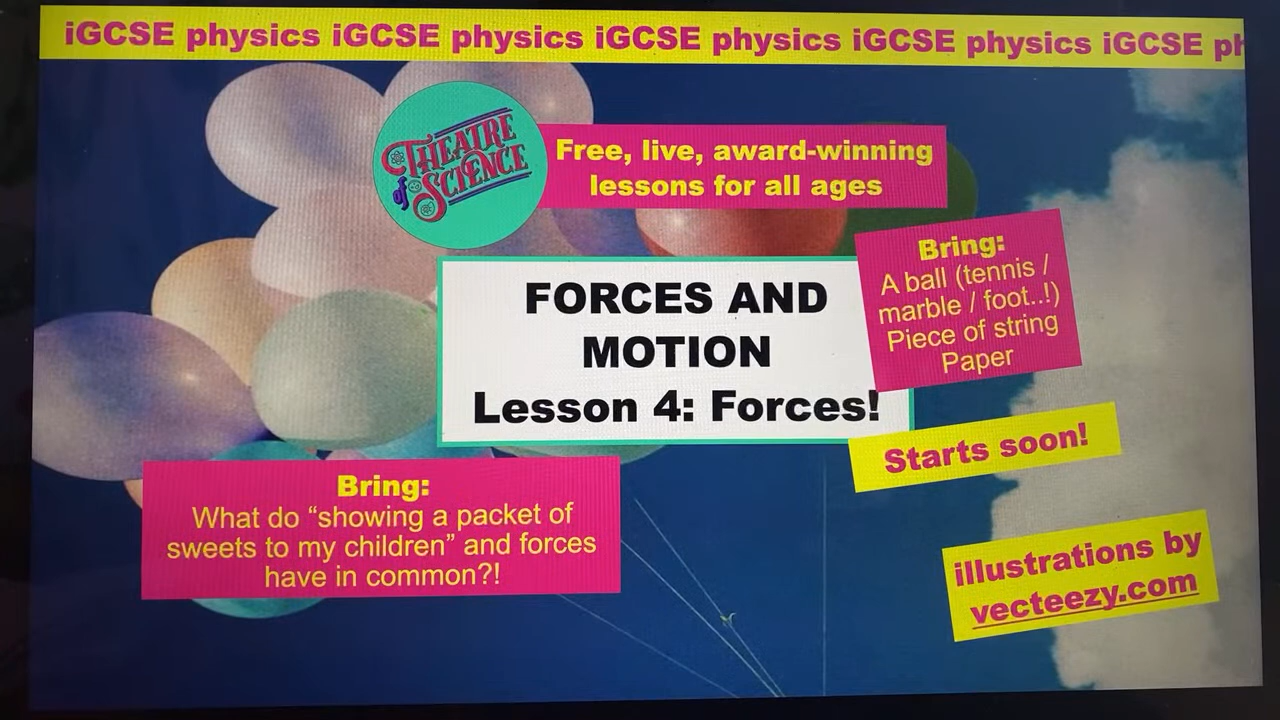 iGCSE physics iGCSE physics iGCSE physics iGCSE physics iGCSE ph
THEATRE
of SCIENCE
Free, live, award-winning
lessons for all ages
Bring:
A ball (tennis /
marble / foot..!)
Piece of string
Paper
FORCES AND
MOTION
Lesson 4: Forces!
Starts soon!
Bring:
What do “showing a packet of
sweets to my children” and forces
have in common?!
illustrations by
vecteezy.com